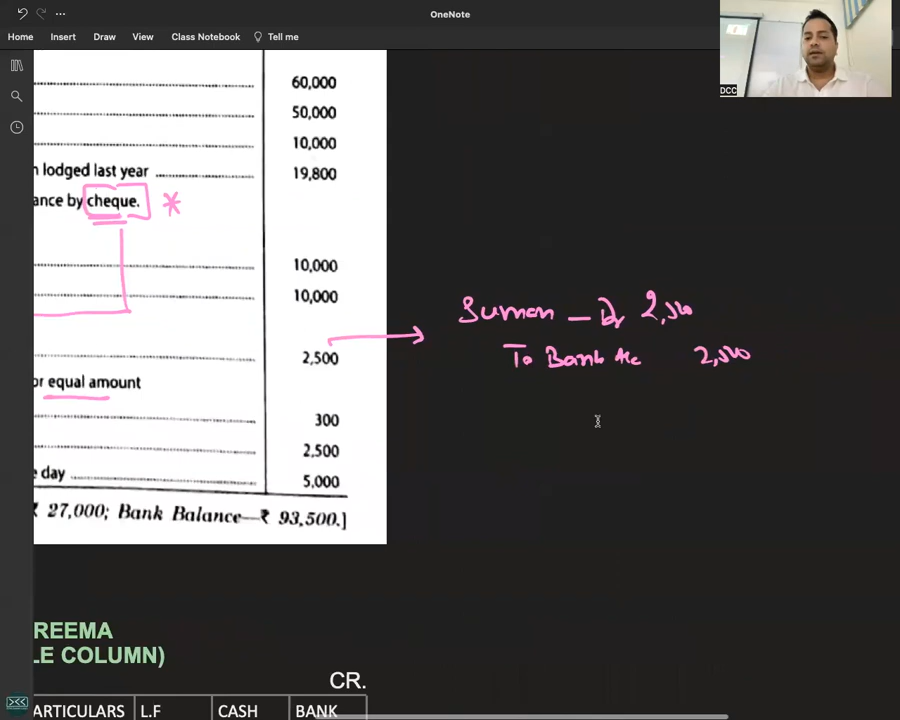 OneNote
Home Insert Draw View Class Notebook Tell me
DCC
60,000
50,000
10,000
lodged last year 19,800
ance by cheque. *
10,000
10,000
2,500
or equal amount
300
2,500
day 5,000
₹ 27,000; Bank Balance—₹ 93,500.]
Suman — Dr 2,500
To Bank A/c 2,500
REEMA
LE COLUMN)
CR.
ARTICULARS L.F CASH BANK